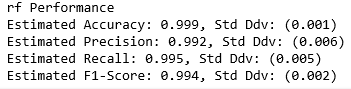 rf Performance
Estimated Accuracy: 0.999, Std Ddv: (0.001)
Estimated Precision: 0.992, Std Ddv: (0.006)
Estimated Recall: 0.995, Std Ddv: (0.005)
Estimated F1-Score: 0.994, Std Ddv: (0.002)